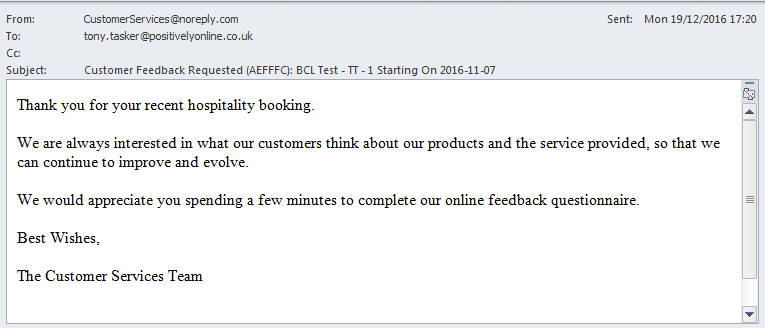 From: CustomerServices@noreply.com Sent: Mon 19/12/2016 17:20
To: tony.tasker@positivelyonline.co.uk
Cc:
Subject: Customer Feedback Requested (AEFFFC): BCL Test - TT - 1 Starting On 2016-11-07
Thank you for your recent hospitality booking.
We are always interested in what our customers think about our products and the service provided, so that we
can continue to improve and evolve.
We would appreciate you spending a few minutes to complete our online feedback questionnaire.
Best Wishes,
The Customer Services Team